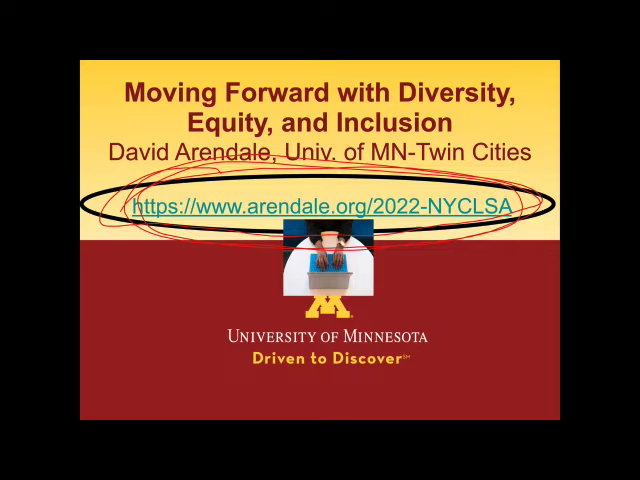 Moving Forward with Diversity,
Equity, and Inclusion
David Arendale, Univ. of MN-Twin Cities
https://www.arendale.org/2022-NYCLSA
M
UNIVERSITY OF MINNESOTA
Driven to Discover℠